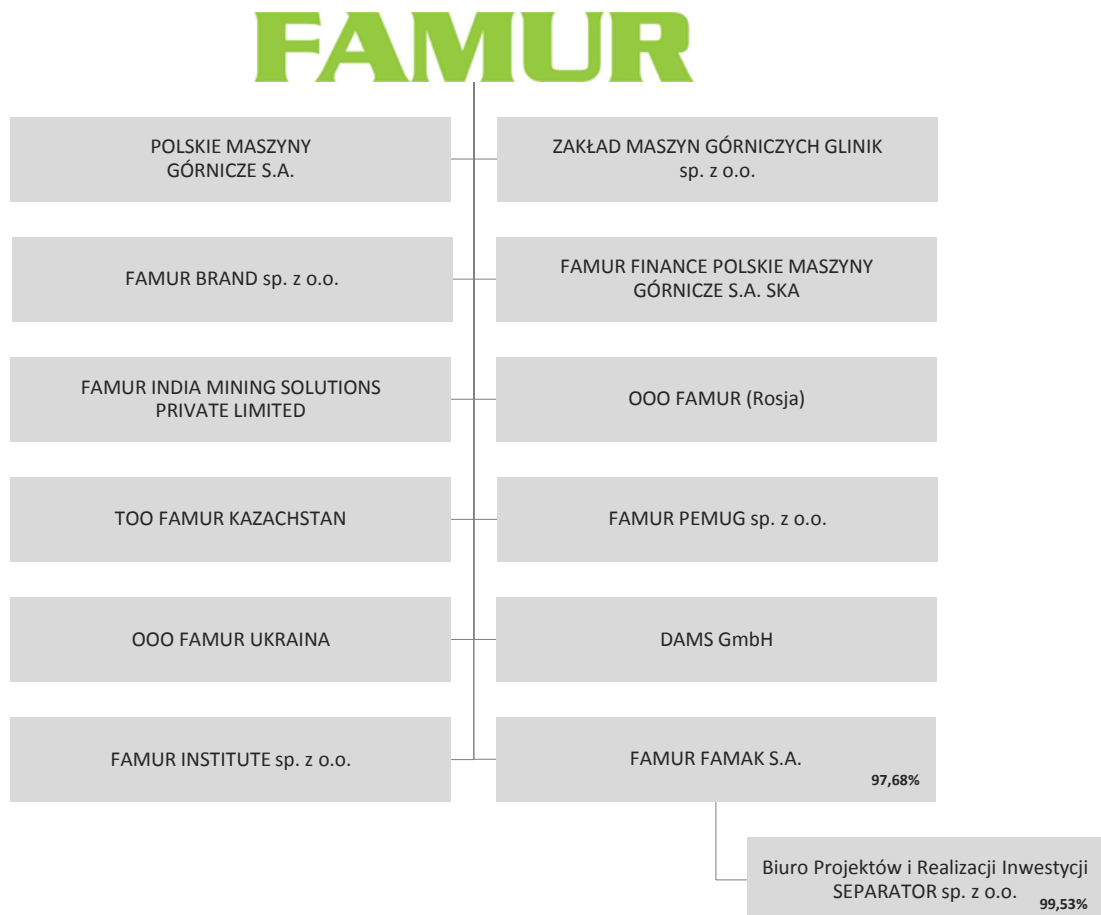 FAMUR
POLSKIE MASZYNY
GÓRNICZE S.A.
ZAKŁAD MASZYN GÓRNICZYCH GLINIK
sp. z o.o.
FAMUR BRAND sp. z o.o.
FAMUR FINANCE POLSKIE MASZYNY
GÓRNICZE S.A. SKA
FAMUR INDIA MINING SOLUTIONS
PRIVATE LIMITED
OOO FAMUR (Rosja)
TOO FAMUR KAZACHSTAN
FAMUR PEMUG sp. z o.o.
OOO FAMUR UKRAINA
DAMS GmbH
FAMUR INSTITUTE sp. z o.o.
FAMUR FAMAK S.A.
97,68%
Biuro Projektów i Realizacji Inwestycji
SEPARATOR sp. z o.o.
99,53%